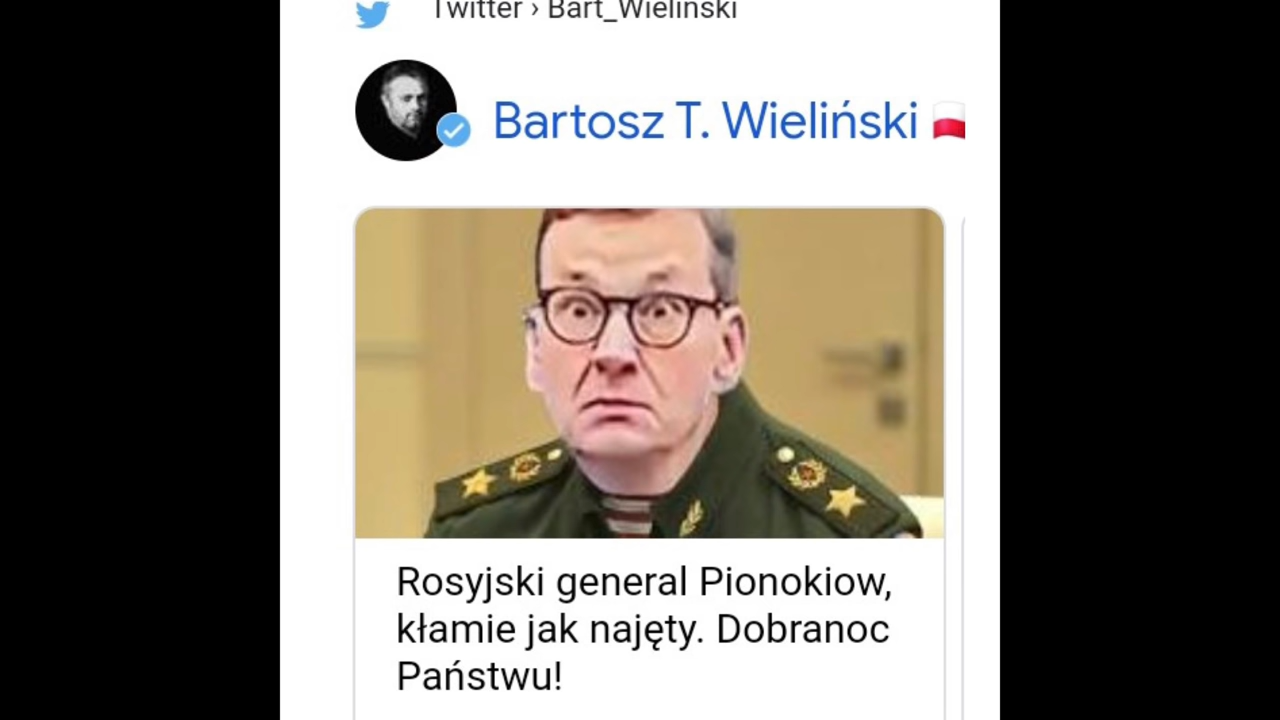 Twitter › Bart_Wielinski
Bartosz T. Wieliński
Rosyjski general Pionokiow,
kłamie jak najęty. Dobranoc
Państwu!